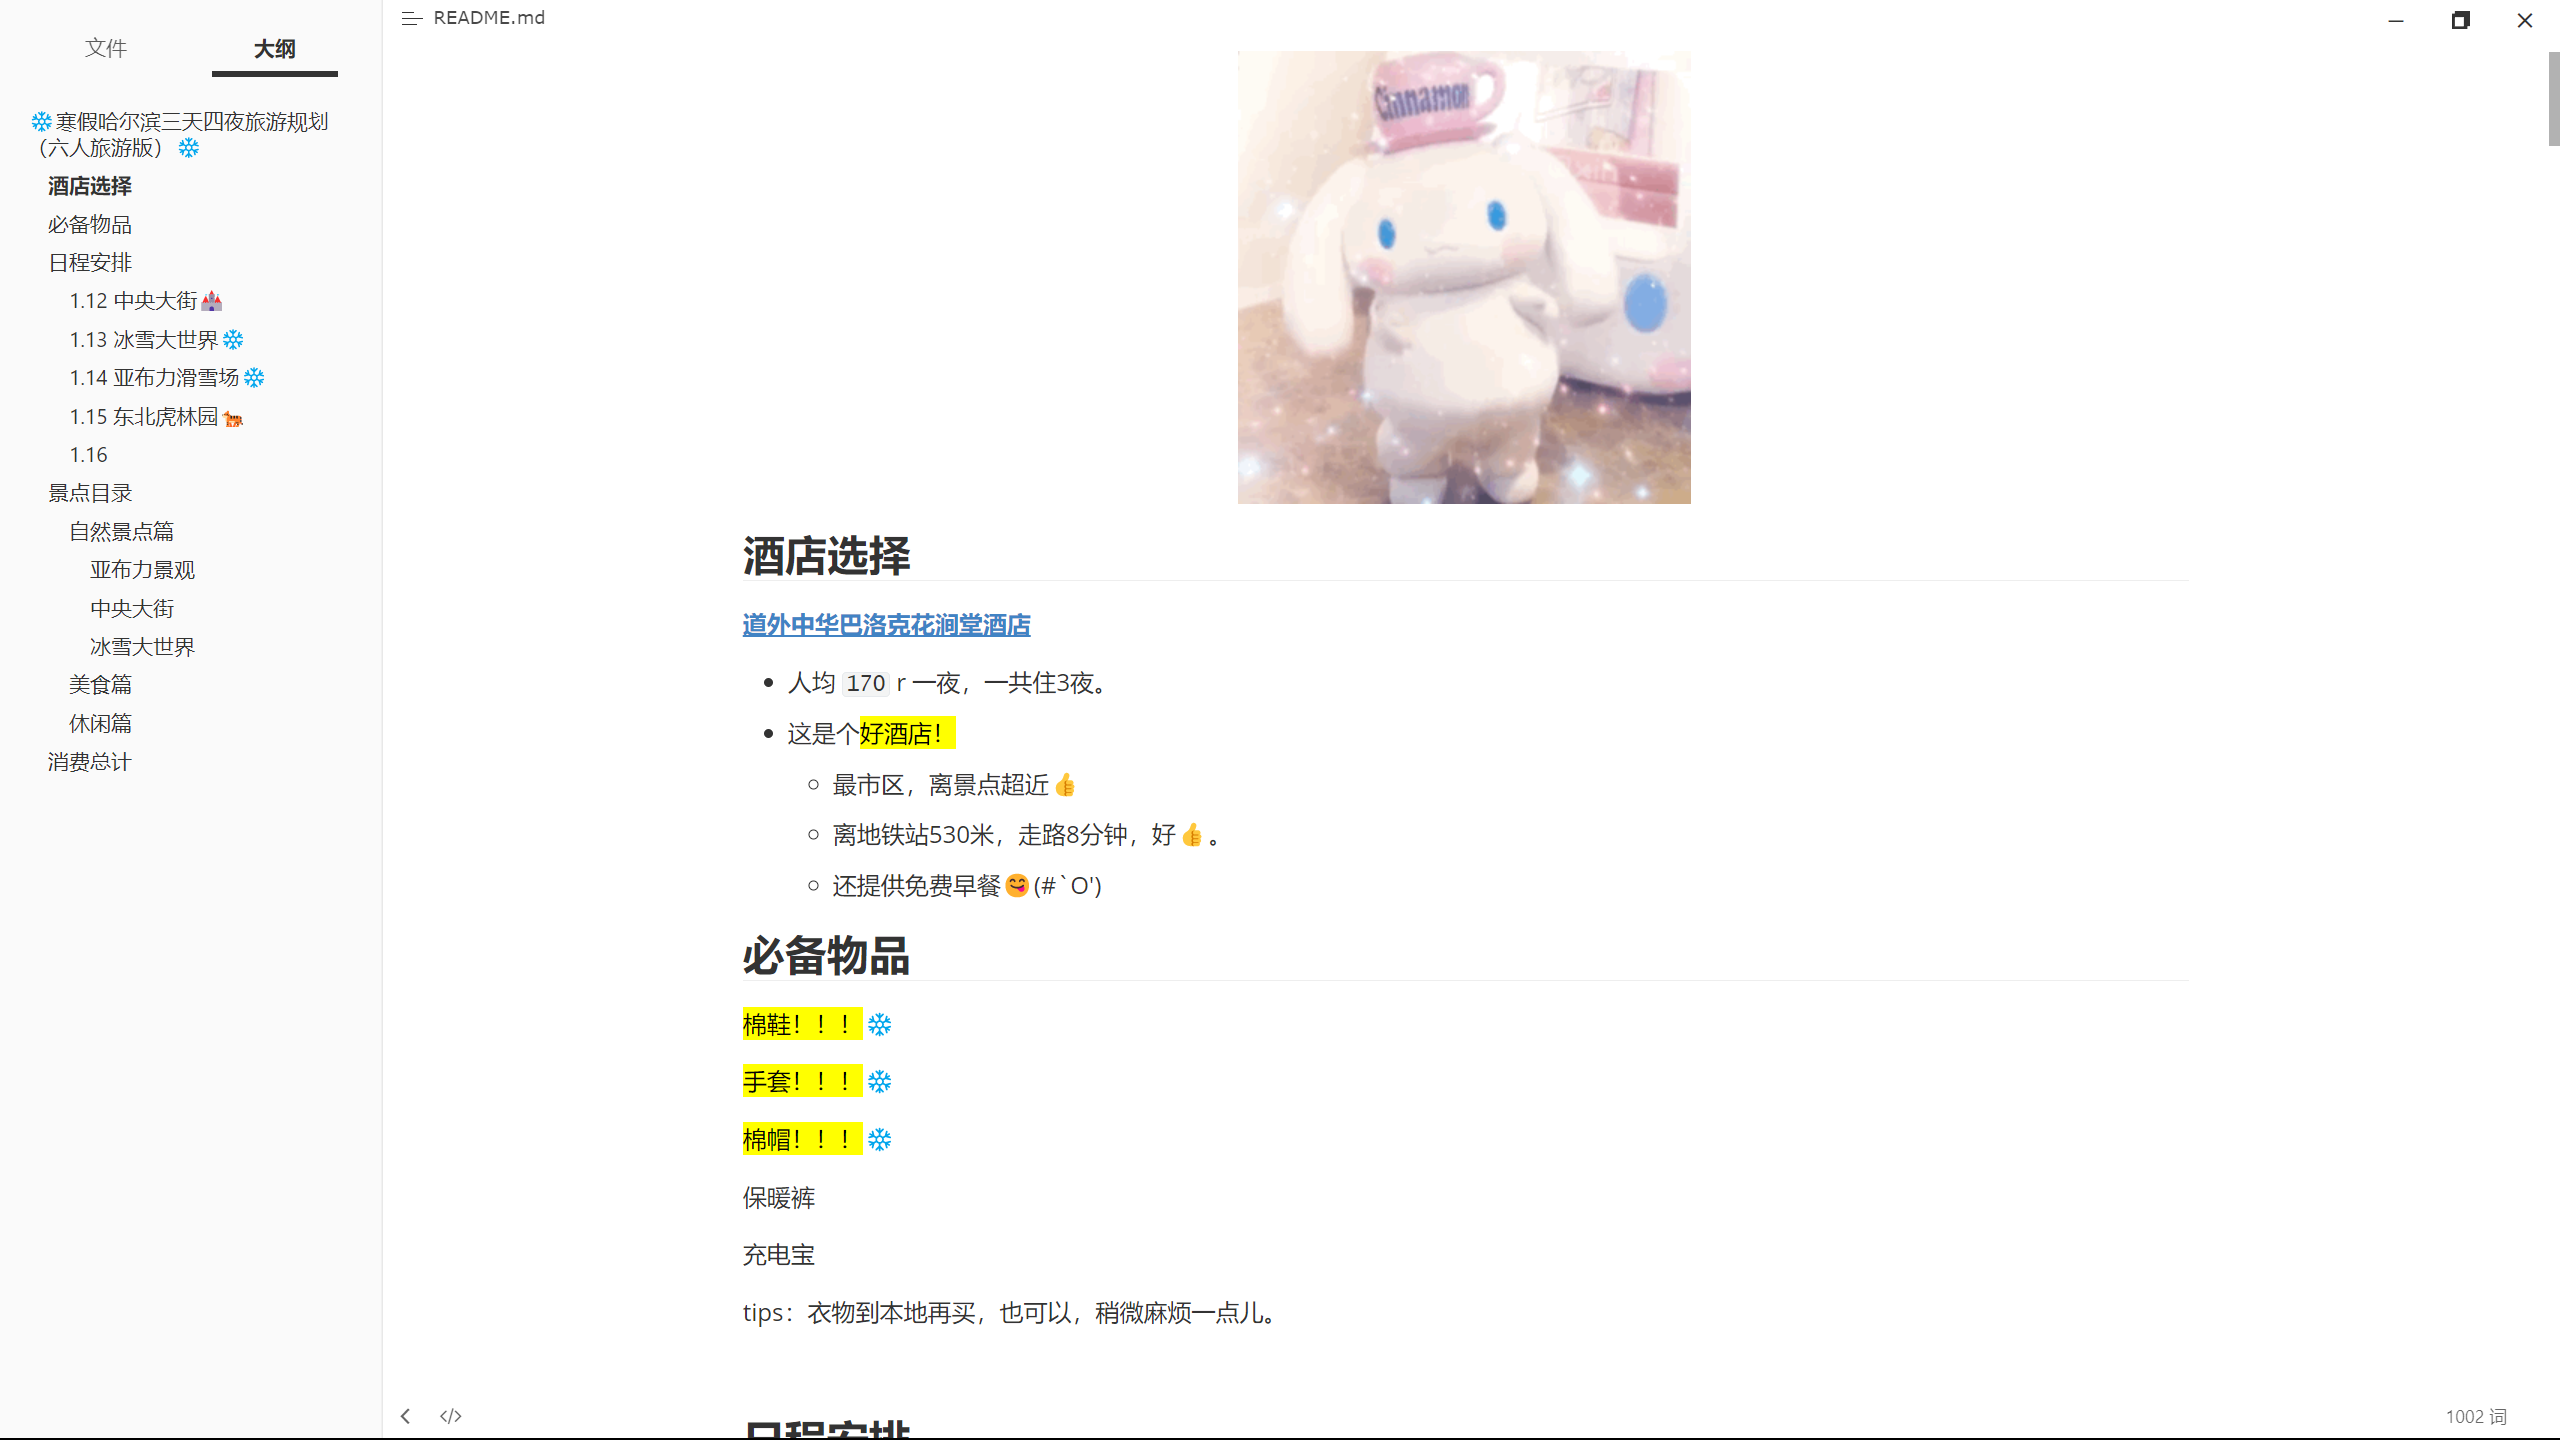 文件 大纲
README.md
❄️寒假哈尔滨三天四夜旅游规划
（六人旅游版）❄️
酒店选择
必备物品
日程安排
1.12 中央大街🏰
1.13 冰雪大世界❄️
1.14 亚布力滑雪场❄️
1.15 东北虎林园🐅
1.16
景点目录
自然景点篇
亚布力景观
中央大街
冰雪大世界
美食篇
休闲篇
消费总计
Cinnamon
酒店选择
道外中华巴洛克花涧堂酒店
人均 170 r 一夜，一共住3夜。
这是个好酒店！
最市区，离景点超近👍
离地铁站530米，走路8分钟，好👍。
还提供免费早餐😋(#`O')
必备物品
棉鞋！！！❄️
手套！！！❄️
棉帽！！！❄️
保暖裤
充电宝
tips：衣物到本地再买，也可以，稍微麻烦一点儿。
日程安排
</>
1002 词